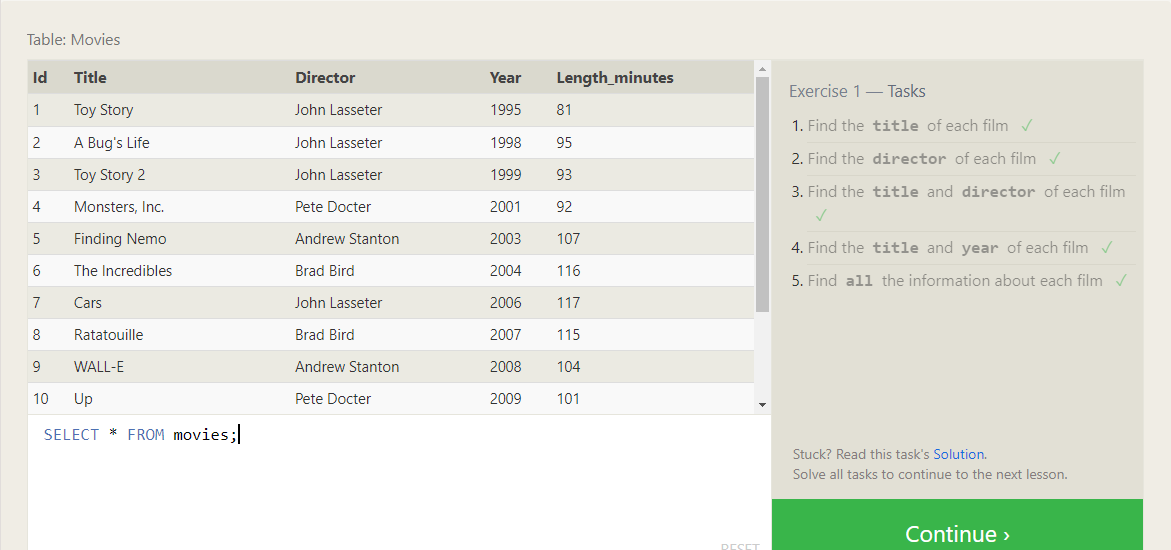 Table: Movies
Id Title Director Year Length_minutes
1 Toy Story John Lasseter 1995 81
2 A Bug's Life John Lasseter 1998 95
3 Toy Story 2 John Lasseter 1999 93
4 Monsters, Inc. Pete Docter 2001 92
5 Finding Nemo Andrew Stanton 2003 107
6 The Incredibles Brad Bird 2004 116
7 Cars John Lasseter 2006 117
8 Ratatouille Brad Bird 2007 115
9 WALL-E Andrew Stanton 2008 104
10 Up Pete Docter 2009 101
SELECT * FROM movies;
RESET
Exercise 1 — Tasks
1. Find the title of each film ✓
2. Find the director of each film ✓
3. Find the title and director of each film
✓
4. Find the title and year of each film ✓
5. Find all the information about each film ✓
Stuck? Read this task's Solution.
Solve all tasks to continue to the next lesson.
Continue ›